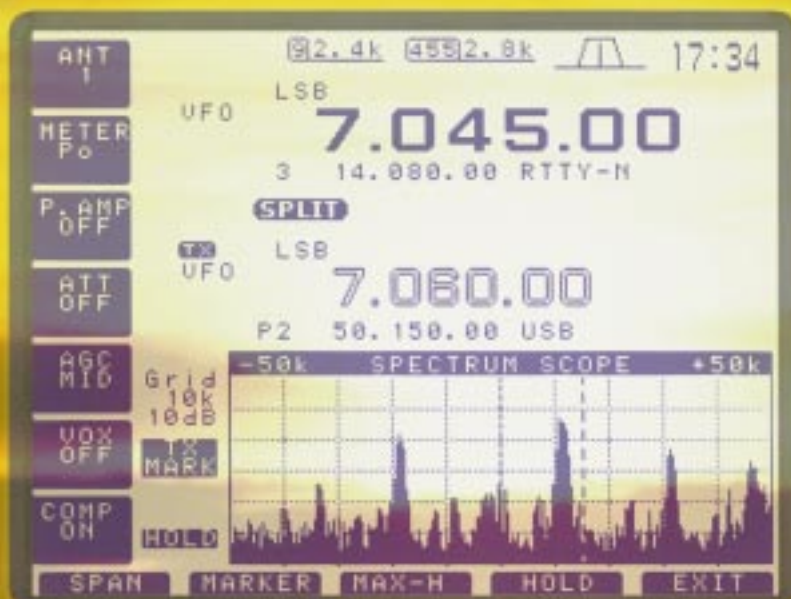 ANT
1
9 2.4k 455 2.8k
17:34
METER
Po
VFO
LSB
7.045.00
3 14.080.00 RTTY-N
P.AMP
OFF
SPLIT
ATT
OFF
TX
VFO
LSB
7.060.00
P2 50.150.00 USB
AGC
MID
Grid
10k
10dB
-50k SPECTRUM SCOPE +50k
VOX
OFF
TX
MARK
COMP
ON
HOLD
SPAN MARKER MAX-H HOLD EXIT